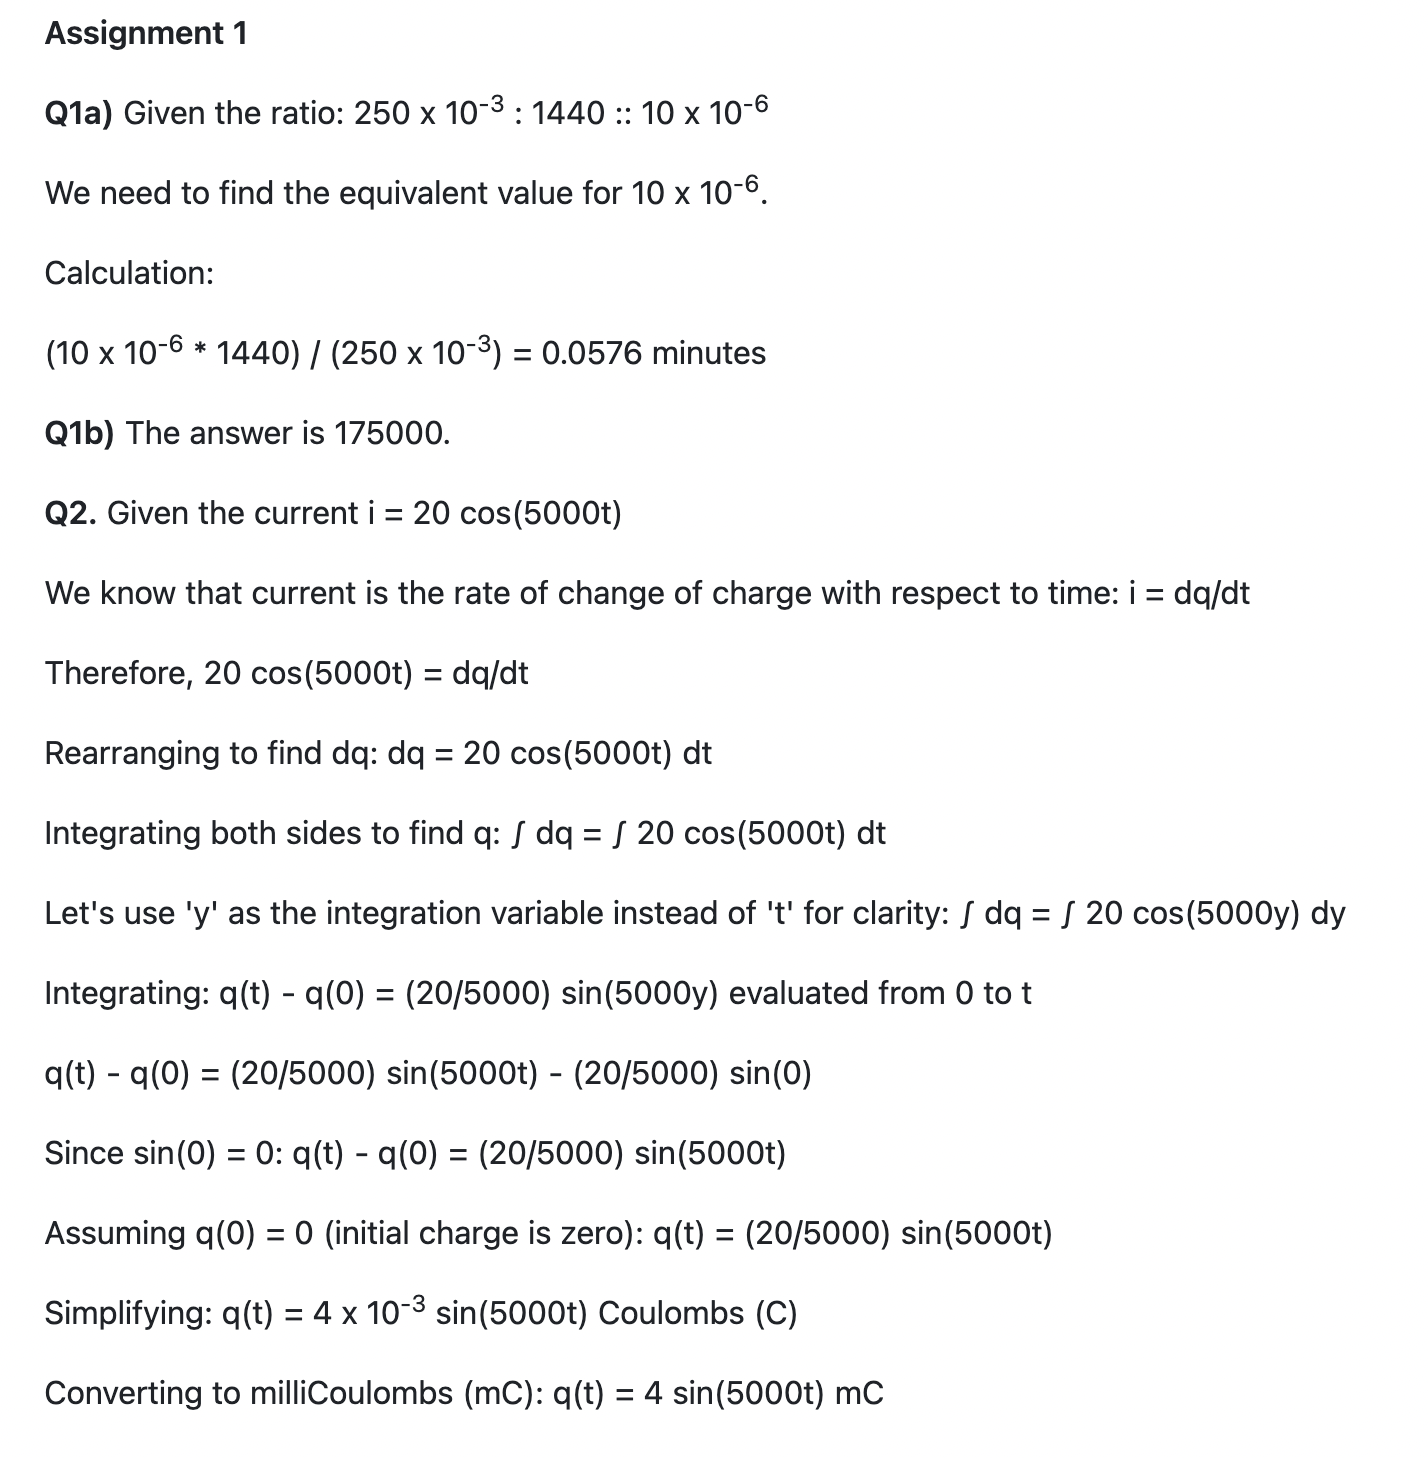 Assignment 1
Q1a) Given the ratio: 250 x 10⁻³ : 1440 :: 10 x 10⁻⁶
We need to find the equivalent value for 10 x 10⁻⁶.
Calculation:
(10 x 10⁻⁶ * 1440) / (250 x 10⁻³) = 0.0576 minutes
Q1b) The answer is 175000.
Q2. Given the current i = 20 cos(5000t)
We know that current is the rate of change of charge with respect to time: i = dq/dt
Therefore, 20 cos(5000t) = dq/dt
Rearranging to find dq: dq = 20 cos(5000t) dt
Integrating both sides to find q: ∫ dq = ∫ 20 cos(5000t) dt
Let's use 'y' as the integration variable instead of 't' for clarity: ∫ dq = ∫ 20 cos(5000y) dy
Integrating: q(t) - q(0) = (20/5000) sin(5000y) evaluated from 0 to t
q(t) - q(0) = (20/5000) sin(5000t) - (20/5000) sin(0)
Since sin(0) = 0: q(t) - q(0) = (20/5000) sin(5000t)
Assuming q(0) = 0 (initial charge is zero): q(t) = (20/5000) sin(5000t)
Simplifying: q(t) = 4 x 10⁻³ sin(5000t) Coulombs (C)
Converting to milliCoulombs (mC): q(t) = 4 sin(5000t) mC